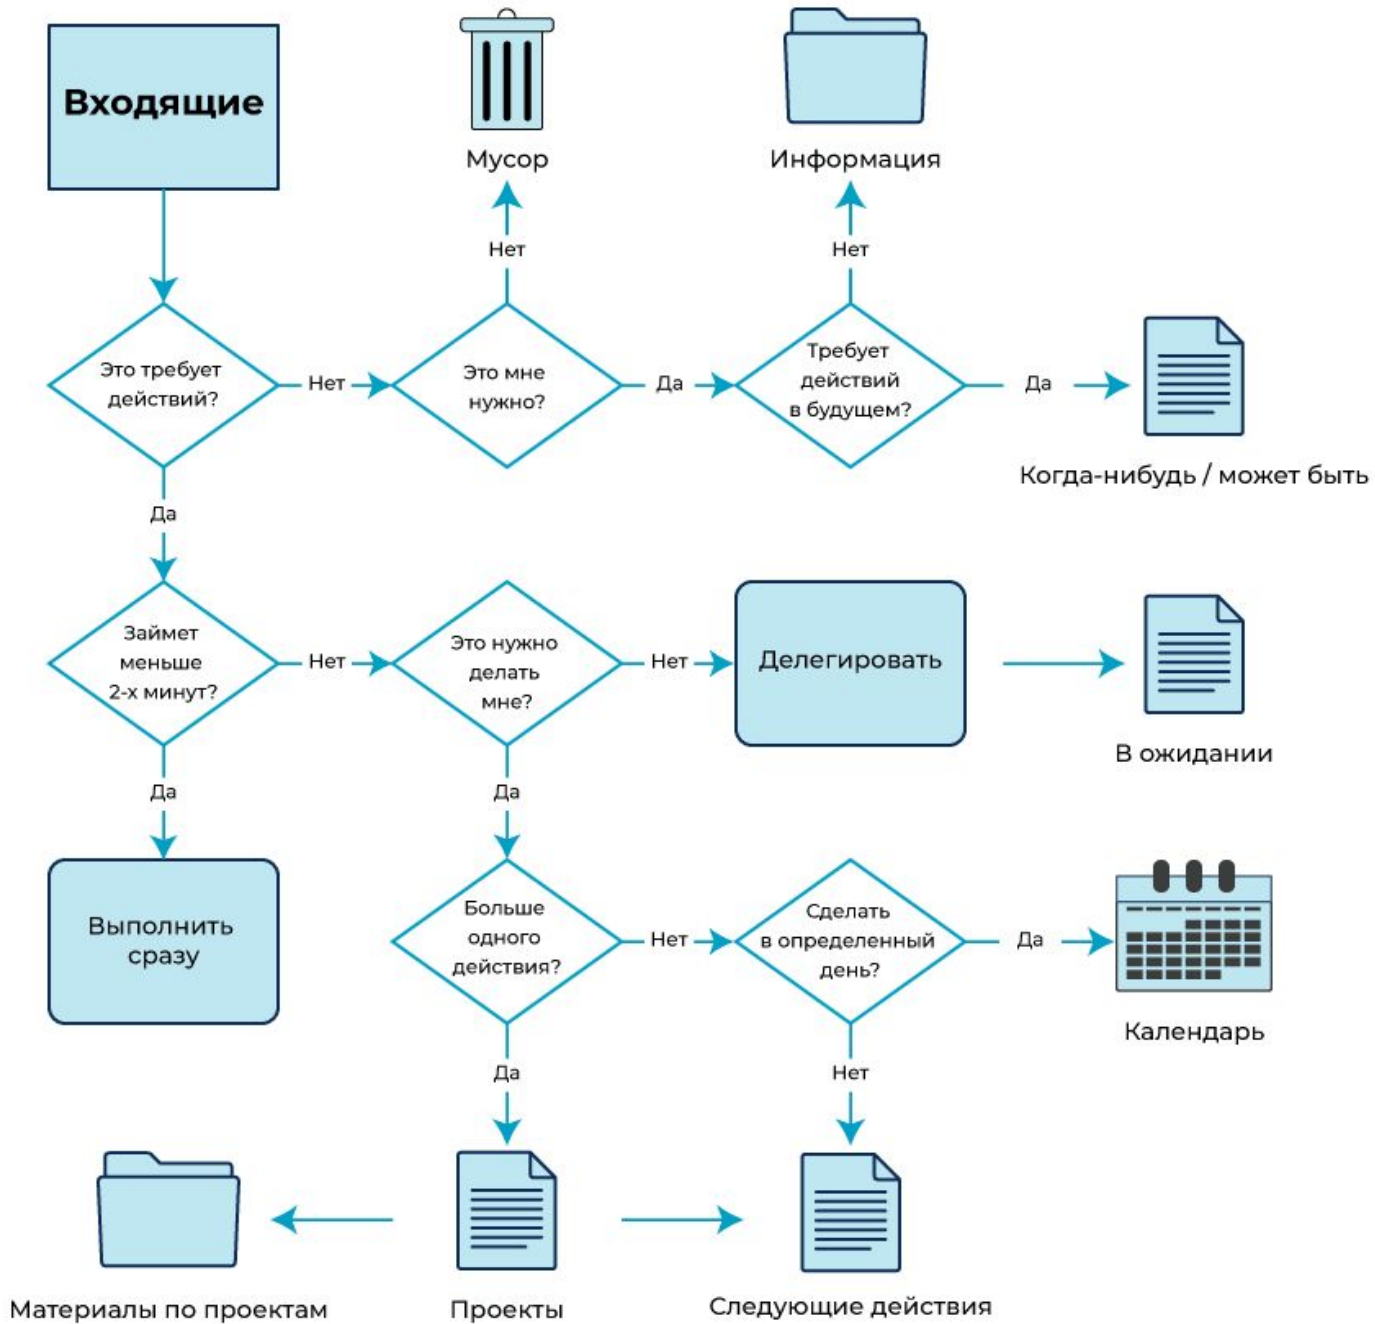 Входящие
Мусор
Информация
Нет
Нет
Это требует
действий?
Нет
Это мне
нужно?
Да
Требует
действий
в будущем?
Да
Когда-нибудь / может быть
Да
Займет
меньше
2-х минут?
Нет
Это нужно
делать
мне?
Нет
Делегировать
В ожидании
Да
Да
Выполнить
сразу
Больше
одного
действия?
Нет
Сделать
в определенный
день?
Да
Календарь
Да
Нет
Материалы по проектам
Проекты
Следующие действия